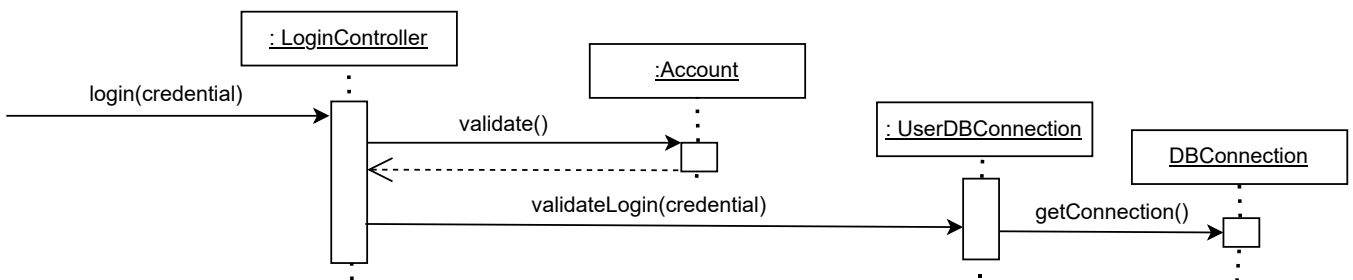 : LoginController
:Account
login(credential)
validate()
: UserDBConnection
DBConnection
validateLogin(credential)
getConnection()